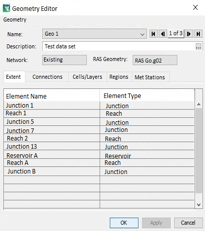 Geometry Editor
Geometry
Name: Geo 1 1 of 3
Description: Test data set
Network: Existing RAS Geometry: RAS Go.g02
Extent Connections Cells/Layers Regions Met Stations
Element Name Element Type
Junction 1 Junction
Reach 1 Reach
Junction 5 Junction
Junction 7 Junction
Reach 2 Reach
Junction 13 Junction
Reservoir A Reservoir
Reach A Reach
Junction B Junction
OK Apply Cancel